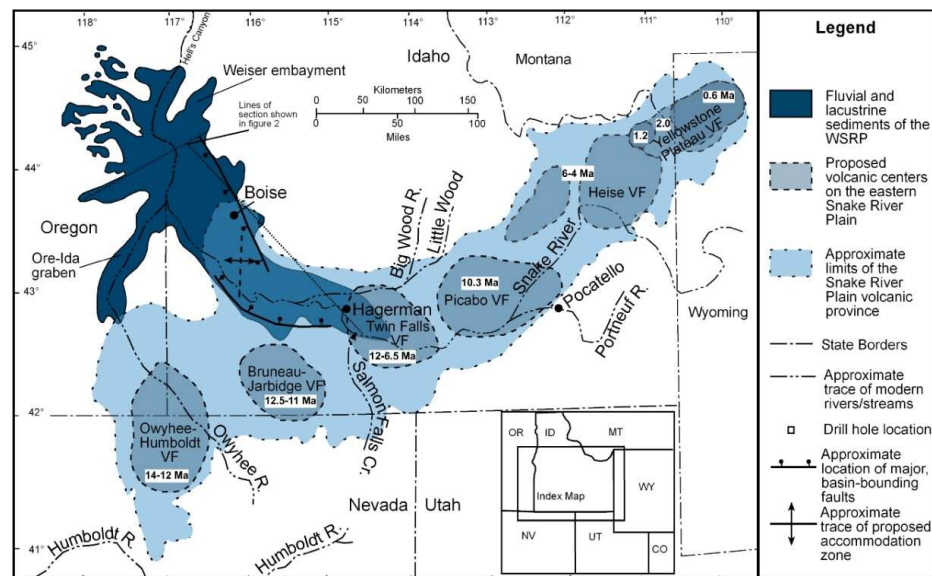 118°
117°
116°
115°
114°
113°
112°
111°
110°
45°
44°
43°
42°
41°
Hell's Canyon
Weiser embayment
Lines of
section shown
in figure 2
Idaho
Montana
Kilometers
0 50 100 150
0 50 100
Miles
Boise
Oregon
Ore-Ida
graben
Big Wood R.
Little Wood
Snake River
6-4 Ma
Heise VF
0.6 Ma
2.0
1.2
Yellowstone
Plateau VF
10.3 Ma
Picabo VF
Pocatello
Portneuf R.
Wyoming
Hagerman
Twin Falls
VF
12-6.5 Ma
Salmon Falls Cr.
Bruneau-
Jarbidge VF
12.5-11 Ma
Owyhee-
Humboldt
VF
14-12 Ma
Owyhee R.
Humboldt R.
Humboldt R.
Nevada
Utah
OR
ID
MT
WY
Index Map
NV
UT
CO
Legend
Fluvial and
lacustrine
sediments of the
WSRP
Proposed
volcanic centers
on the eastern
Snake River
Plain
Approximate
limits of the
Snake River
Plain volcanic
province
State Borders
Approximate
trace of modern
rivers/streams
Drill hole location
Approximate
location of major,
basin-bounding
faults
Approximate
trace of proposed
accommodation
zone